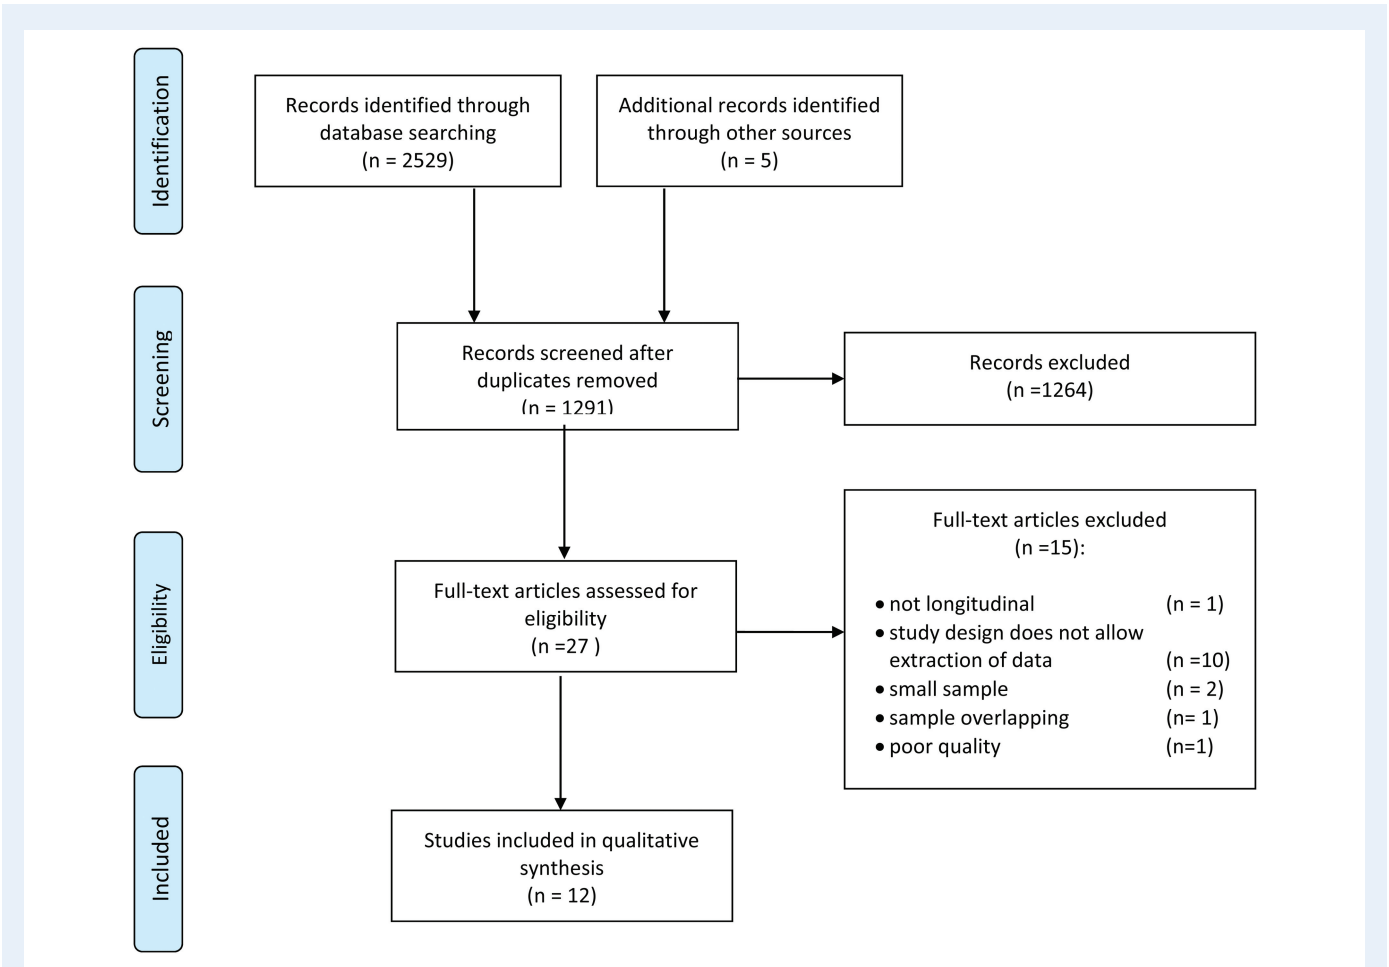 Identification
Records identified through
database searching
(n = 2529)
Additional records identified
through other sources
(n = 5)
Screening
Records screened after
duplicates removed
(n = 1291)
Records excluded
(n =1264)
Eligibility
Full-text articles assessed for
eligibility
(n =27 )
Full-text articles excluded
(n =15):
• not longitudinal (n = 1)
• study design does not allow
extraction of data (n =10)
• small sample (n = 2)
• sample overlapping (n= 1)
• poor quality (n=1)
Included
Studies included in qualitative
synthesis
(n = 12)